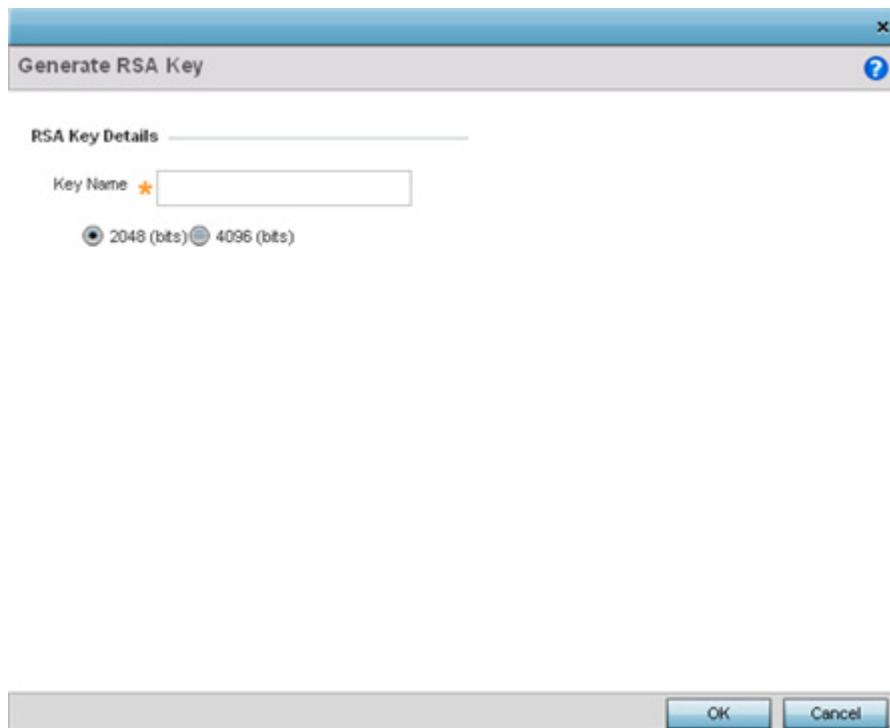 Generate RSA Key
?
RSA Key Details
Key Name *
2048 (bits) 4096 (bits)
OK Cancel